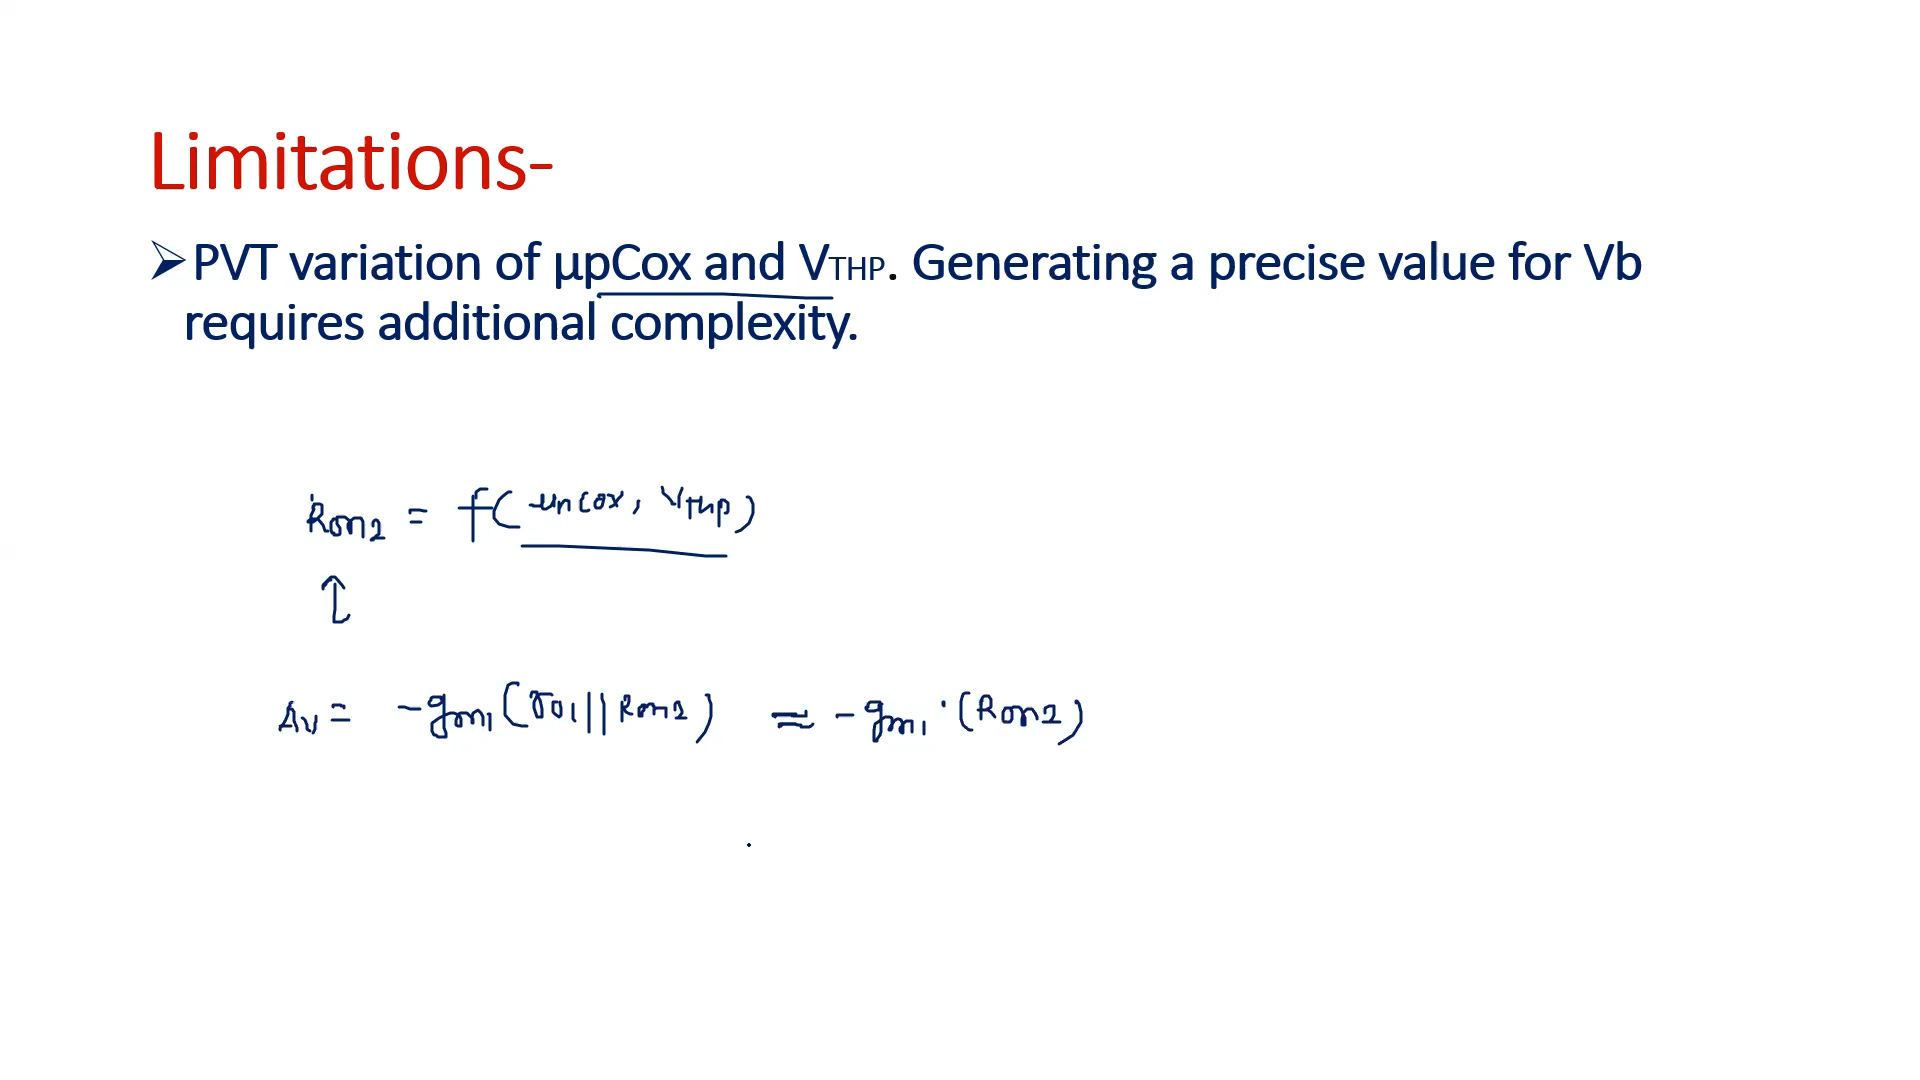 Limitations-
➢PVT variation of µpCox and VTHP. Generating a precise value for Vb
requires additional complexity.
Ron2 = f(unCox, VThp)
↑
Av = -gm1(ro1||Ron2) ≈ -gm1·(Ron2)